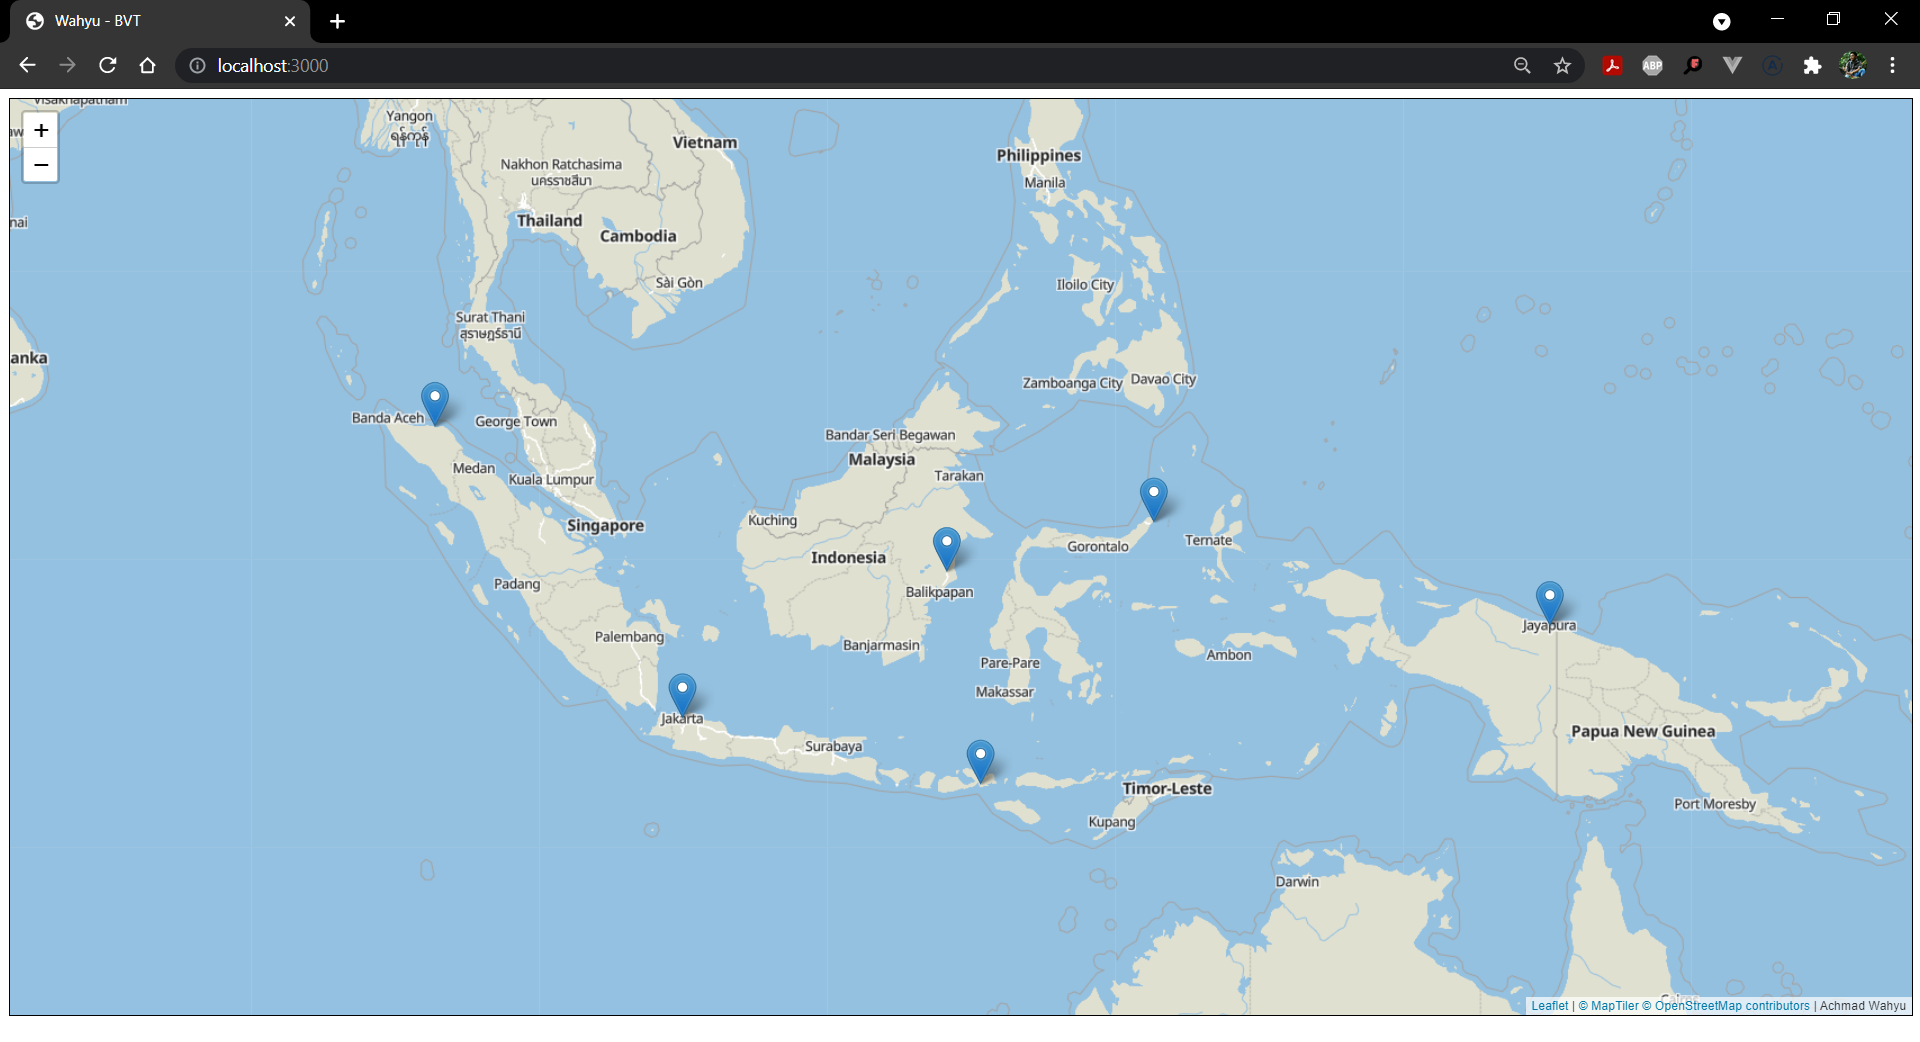 Wahyu - BVT
localhost:3000
ABP
+
−
Visakhapatnam
Yangon
ရန်ကုန်
Vietnam
Nakhon Ratchasima
นครราชสีมา
Thailand
Cambodia
Sài Gòn
Philippines
Manila
nai
Iloilo City
Surat Thani
สุราษฎร์ธานี
anka
Zamboanga City
Davao City
Banda Aceh
George Town
Bandar Seri Begawan
Malaysia
Medan
Kuala Lumpur
Tarakan
Singapore
Kuching
Indonesia
Gorontalo
Ternate
Padang
Balikpapan
Palembang
Banjarmasin
Jayapura
Pare-Pare
Ambon
Makassar
Jakarta
Surabaya
Papua New Guinea
Timor-Leste
Kupang
Port Moresby
Darwin
Leaflet | © MapTiler © OpenStreetMap contributors | Achmad Wahyu